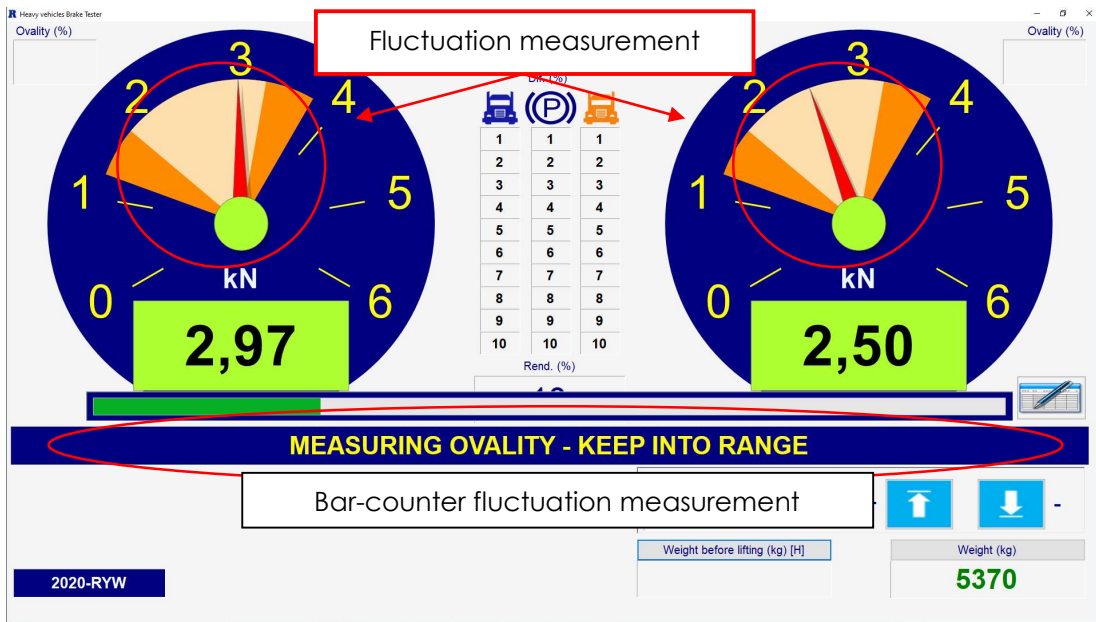 R Heavy vehicles Brake Tester
Ovality (%)
Fluctuation measurement
Ovality (%)
0 1 2 3 4 5 6
kN
2,97
Dif. (%)
P
1 1 1
2 2 2
3 3 3
4 4 4
5 5 5
6 6 6
7 7 7
8 8 8
9 9 9
10 10 10
Rend. (%)
0 1 2 3 4 5 6
kN
2,50
MEASURING OVALITY - KEEP INTO RANGE
Bar-counter fluctuation measurement
-
Weight before lifting (kg) [H]
Weight (kg)
5370
2020-RYW